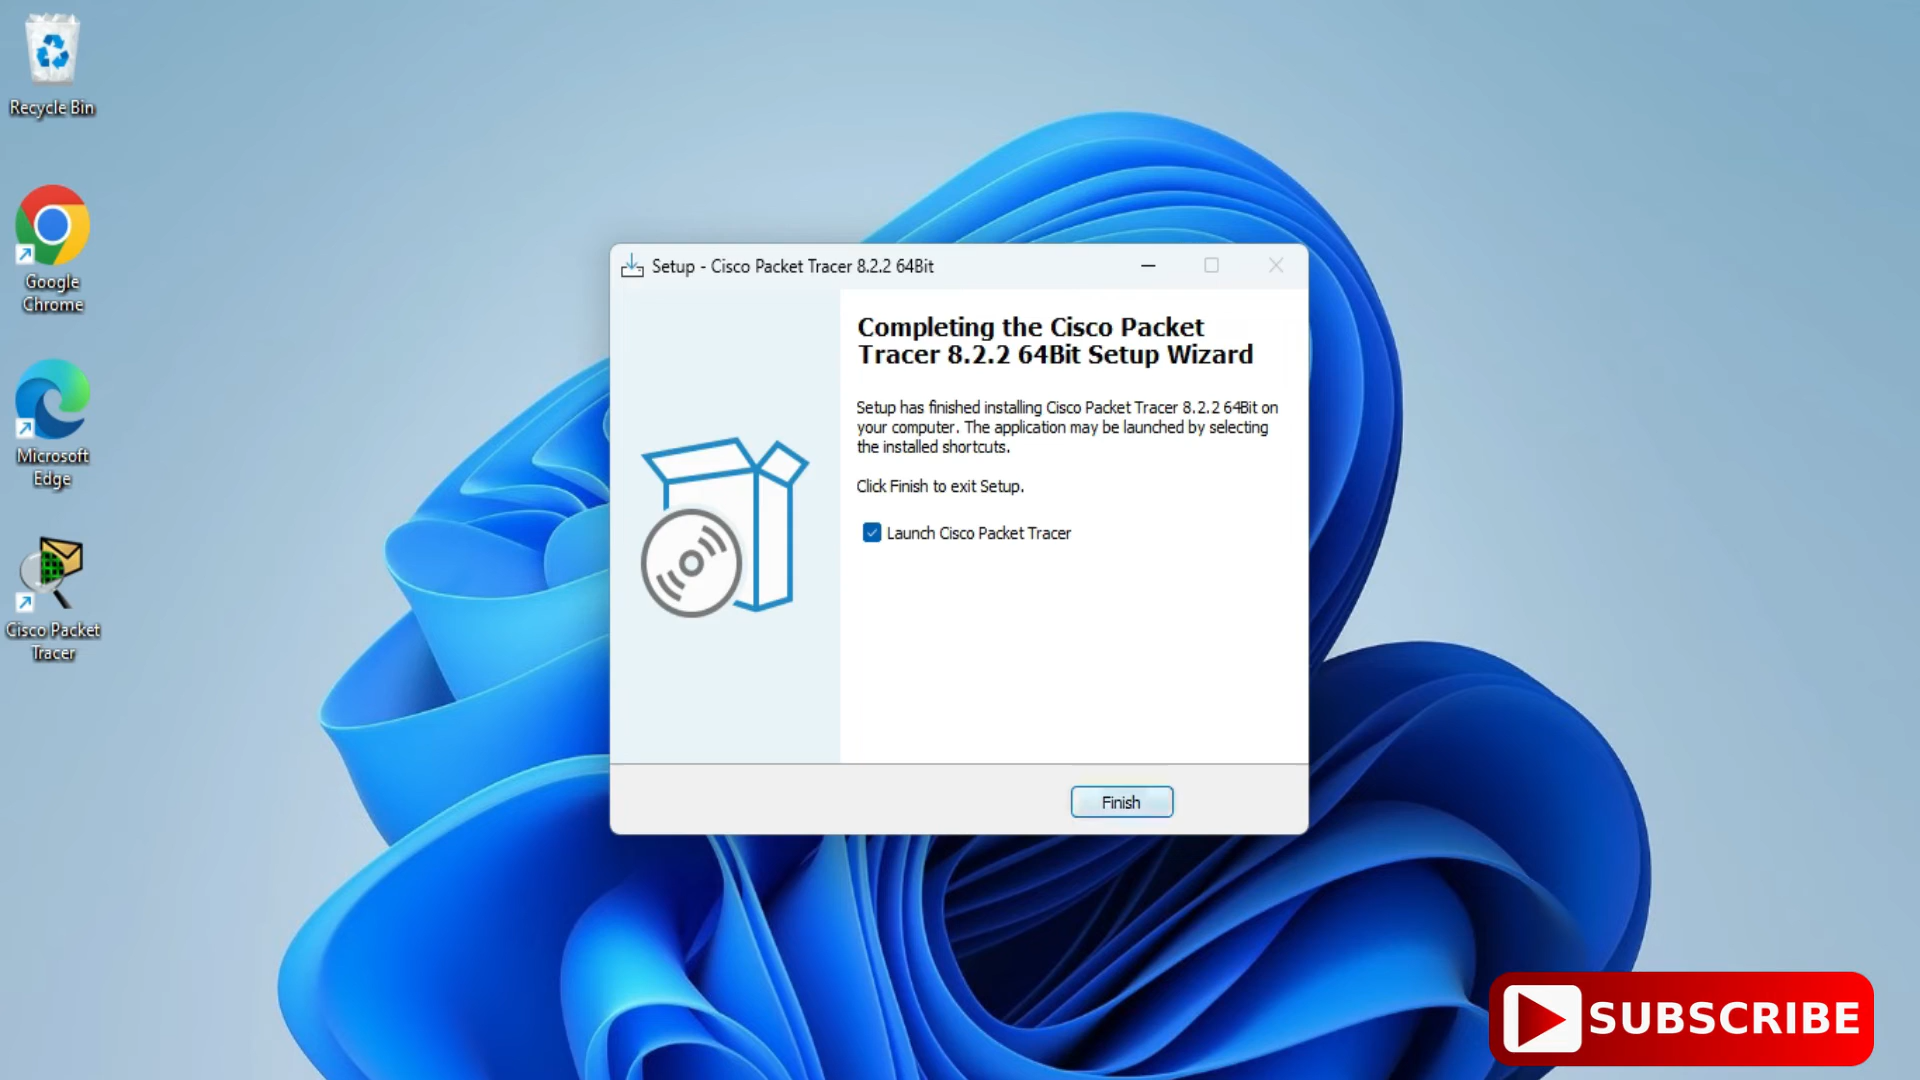 Recycle Bin
Google
Chrome
Microsoft
Edge
Cisco Packet
Tracer
Setup - Cisco Packet Tracer 8.2.2 64Bit
Completing the Cisco Packet
Tracer 8.2.2 64Bit Setup Wizard
Setup has finished installing Cisco Packet Tracer 8.2.2 64Bit on
your computer. The application may be launched by selecting
the installed shortcuts.
Click Finish to exit Setup.
Launch Cisco Packet Tracer
Finish
SUBSCRIBE